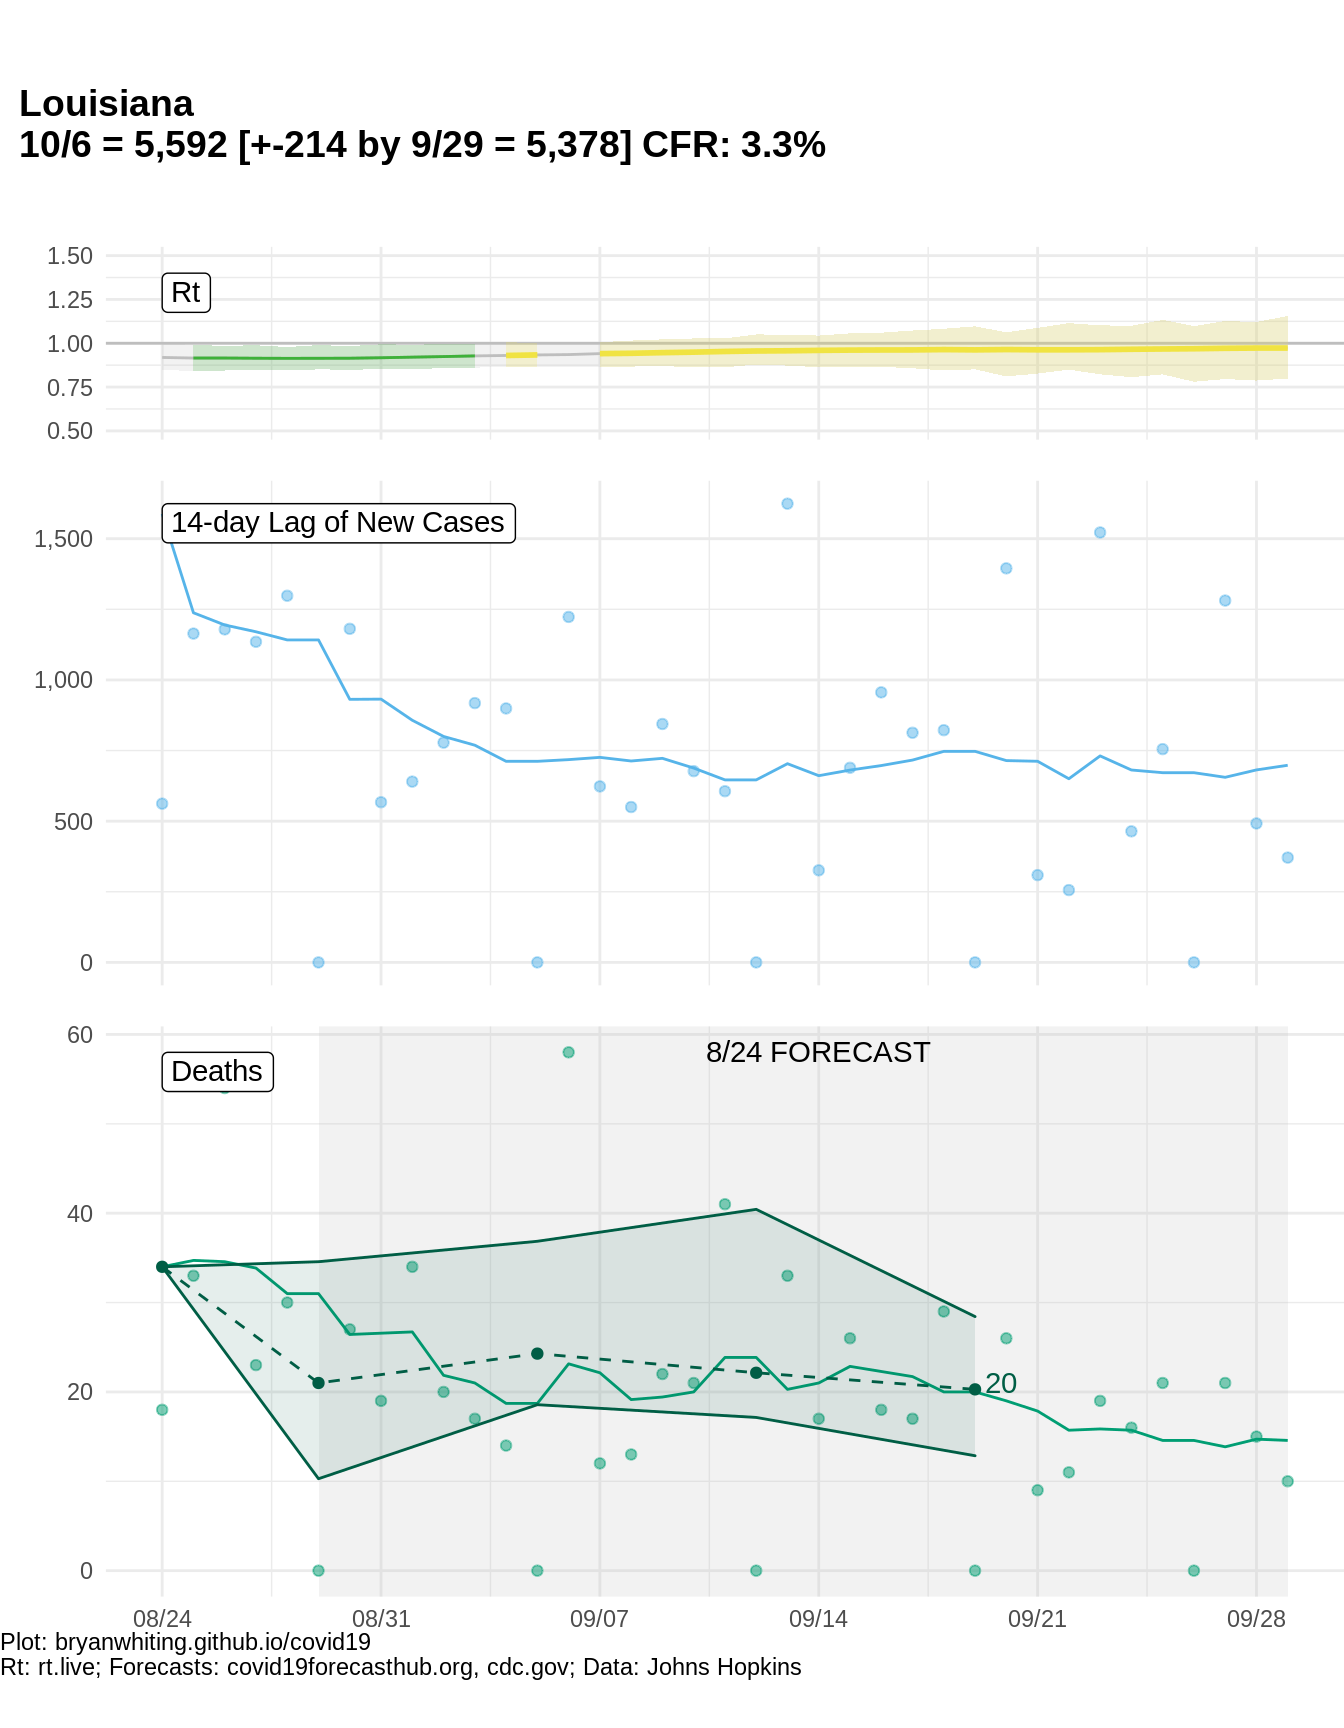 Louisiana
10/6 = 5,592 [+-214 by 9/29 = 5,378] CFR: 3.3%
1.50
Rt
1.25
1.00
0.75
0.50
14-day Lag of New Cases
1,500
1,000
500
0
60
8/24 FORECAST
Deaths
40
20
20
0
08/24 08/31 09/07 09/14 09/21 09/28
Plot: bryanwhiting.github.io/covid19
Rt: rt.live; Forecasts: covid19forecasthub.org, cdc.gov; Data: Johns Hopkins